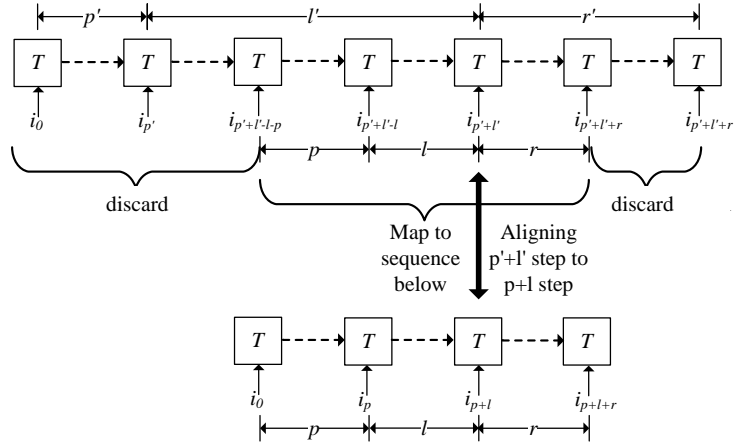 p' l' r'
T T T T T T T
i0 ip' ip'+l'-l-p ip'+l'-l ip'+l' ip'+l'+r ip'+l'+r'
p l r
discard
discard
Map to
sequence
below
Aligning
p'+l' step to
p+l step
T T T T
i0 ip ip+l ip+l+r
p l r